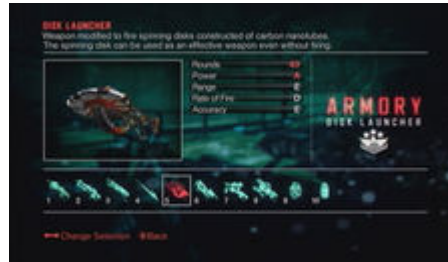 DISK LAUNCHER
Weapon modified to fire spinning disks constructed of carbon nanotubes.
The spinning disk can be used as an effective weapon even without firing.
Rounds
Power A
Range E
Rate of Fire D
Accuracy E
ARMORY
DISK LAUNCHER
1 2 3 4 5 6 7 8 9 10
Change Selection Back